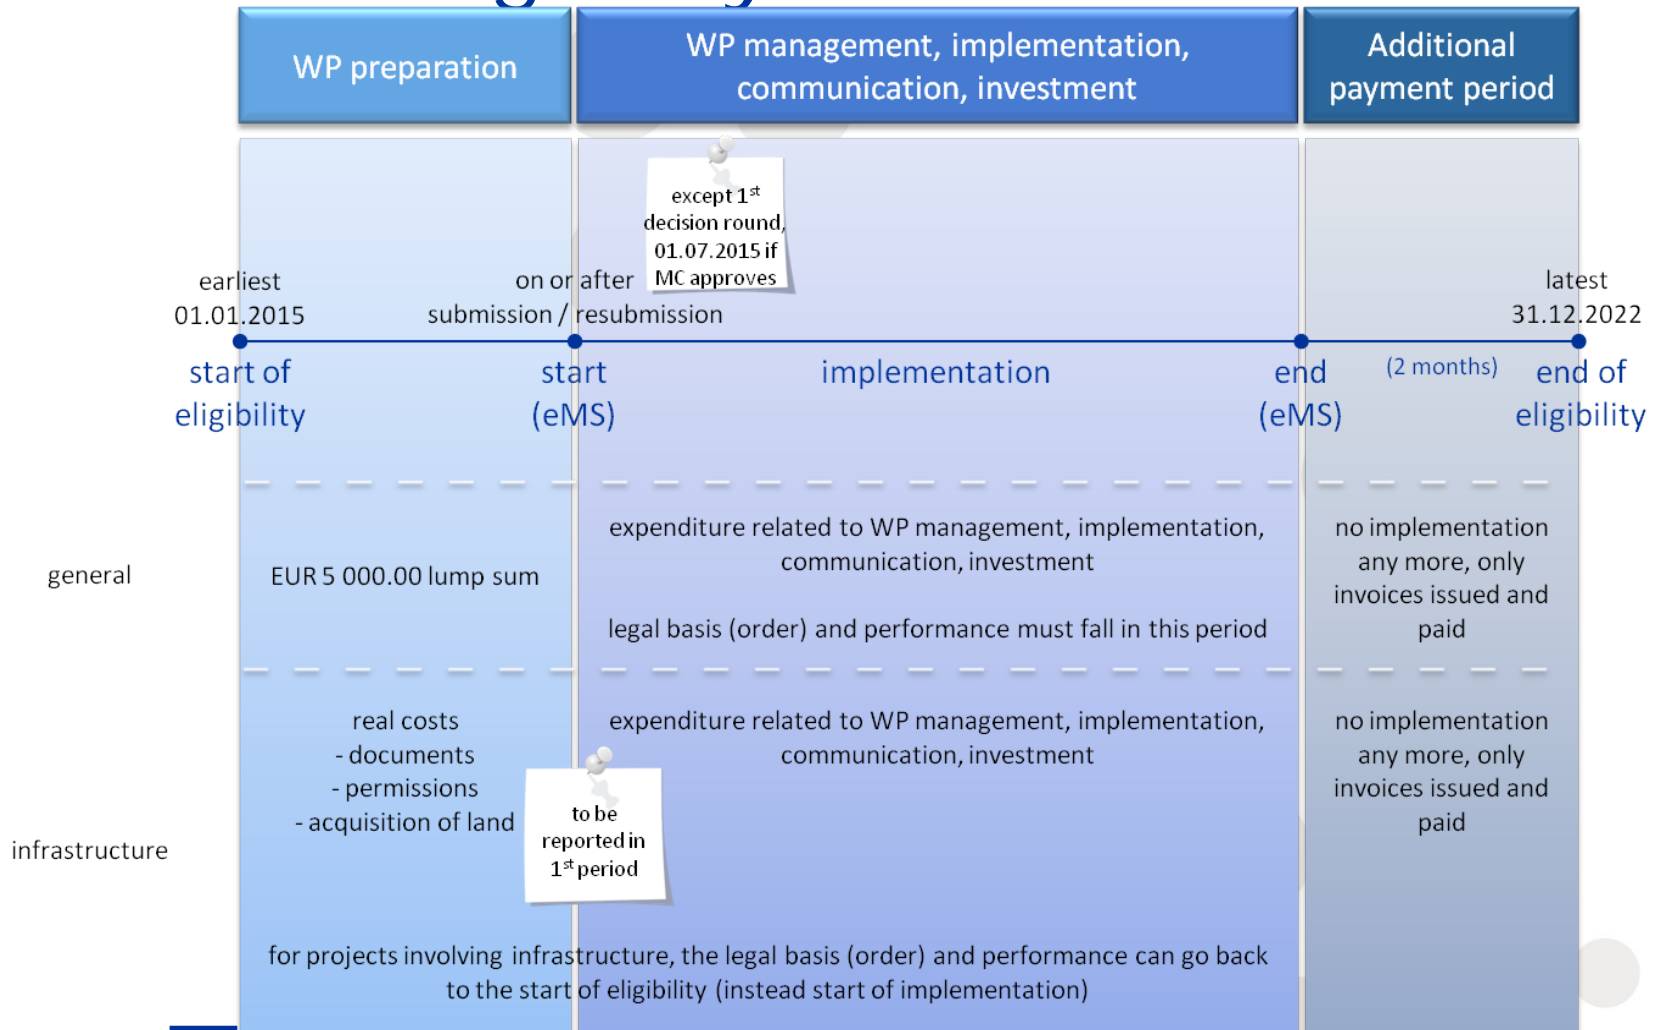 WP preparation
WP management, implementation,
communication, investment
Additional
payment period
except 1st
decision round,
01.07.2015 if
MC approves
earliest
01.01.2015
on or after
submission / resubmission
latest
31.12.2022
start of
eligibility
start
(eMS)
implementation
end
(eMS)
(2 months)
end of
eligibility
general
EUR 5 000.00 lump sum
expenditure related to WP management, implementation,
communication, investment
legal basis (order) and performance must fall in this period
no implementation
any more, only
invoices issued and
paid
infrastructure
real costs
- documents
- permissions
- acquisition of land
to be
reported in
1st period
expenditure related to WP management, implementation,
communication, investment
no implementation
any more, only
invoices issued and
paid
for projects involving infrastructure, the legal basis (order) and performance can go back
to the start of eligibility (instead start of implementation)